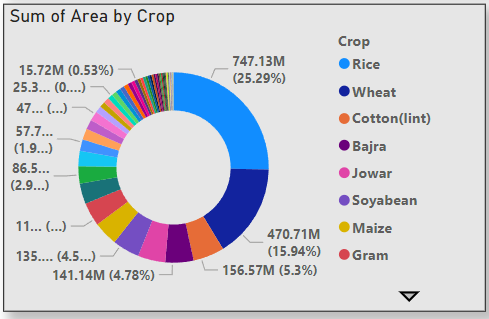 Sum of Area by Crop
Crop
Rice
Wheat
Cotton(lint)
Bajra
Jowar
Soyabean
Maize
Gram
747.13M
(25.29%)
470.71M
(15.94%)
156.57M (5.3%)
141.14M (4.78%)
135.... (4.5...)
11... (...)
86.5...
(2.9...)
57.7...
(1.9...)
47... (...)
25.3... (0....)
15.72M (0.53%)